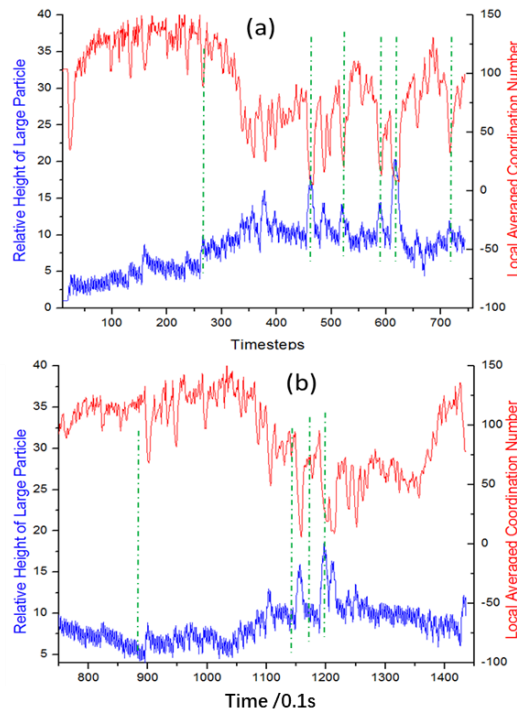 (a)
40
35
30
25
20
15
10
5
0
150
100
50
0
-50
-100
100 200 300 400 500 600 700
Relative Height of Large Particle
Local Averaged Coordination Number
Timesteps
(b)
40
35
30
25
20
15
10
5
150
100
50
0
-50
-100
800 900 1000 1100 1200 1300 1400
Relative Height of Large Particle
Local Averaged Coordination Number
Time /0.1s